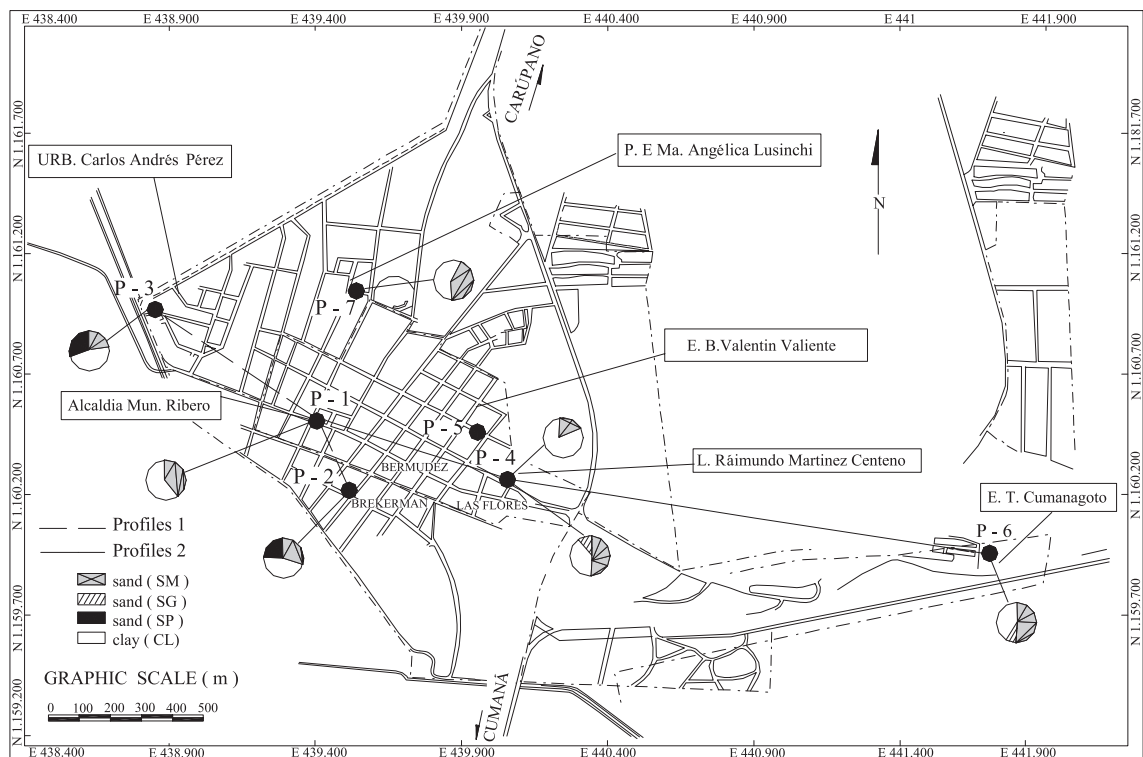 E 438.400 E 438.900 E 439.400 E 439.900 E 440.400 E 440.900 E 441 E 441.900
N 1.161.700
N 1.161.200
N 1.160.700
N 1.160.200
N 1.159.700
N 1.159.200
CARÚPANO
N 1.181.700
N 1.161.200
N 1.160.700
N 1.160.200
N 1.159.700
N
URB. Carlos Andrés Pérez
P. E Ma. Angélica Lusinchi
P - 3
P - 7
E. B.Valentin Valiente
Alcaldia Mun. Ribero
P - 1
P - 5
P - 4
BERMUDÉZ
L. Ráimundo Martinez Centeno
P - 2
BREKERMAN
LAS FLORES
E. T. Cumanagoto
P - 6
Profiles 1
Profiles 2
sand ( SM )
sand ( SG )
sand ( SP )
clay ( CL )
GRAPHIC SCALE ( m )
0 100 200 300 400 500
CUMANÁ
E 438.400 E 438.900 E 439.400 E 439.900 E 440.400 E 440.900 E 441.400 E 441.900